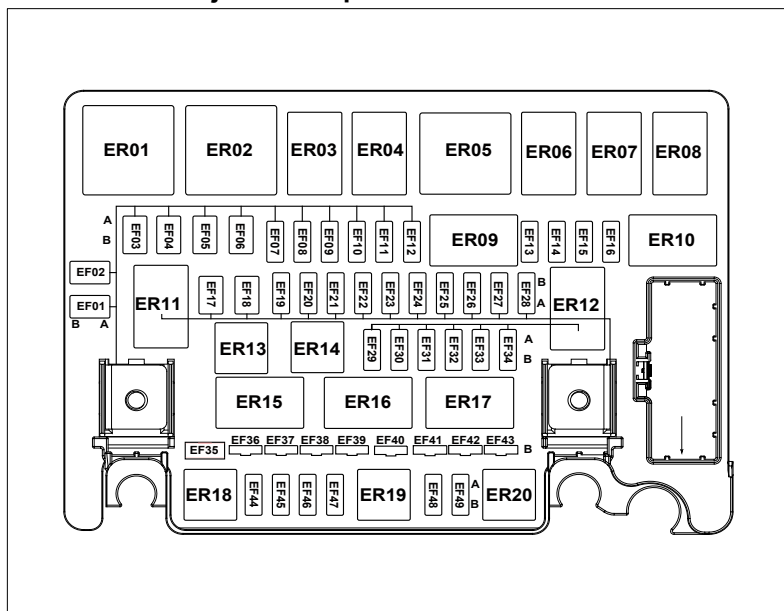 ER01 ER02 ER03 ER04 ER05 ER06 ER07 ER08
A
B
EF03 EF04 EF05 EF06 EF07 EF08 EF09 EF10 EF11 EF12 ER09 EF13 EF14 EF15 EF16 ER10
EF02
EF01
B A
ER11 EF17 EF18 EF19 EF20 EF21 EF22 EF23 EF24 EF25 EF26 EF27 EF28 B
A
ER12
ER13 ER14 EF29 EF30 EF31 EF32 EF33 EF34 A
B
ER15 ER16 ER17
EF35 EF36 EF37 EF38 EF39 EF40 EF41 EF42 EF43 B
ER18 EF44 EF45 EF46 EF47 ER19 EF48 EF49 A
B
ER20